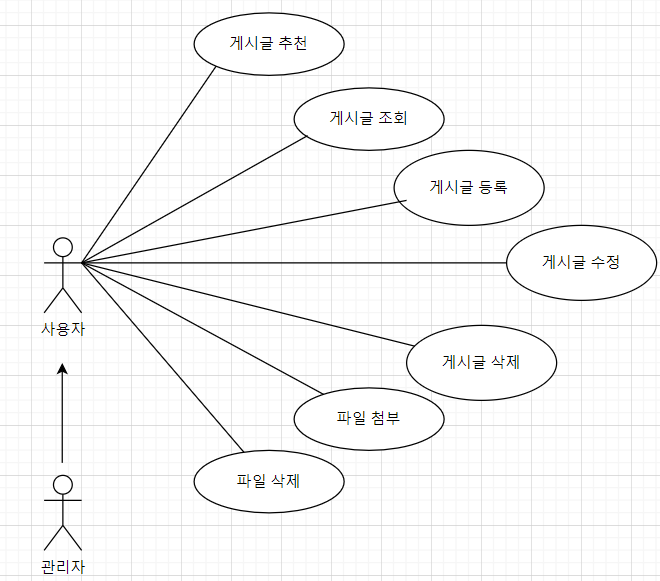 게시글 추천
게시글 조회
게시글 등록
게시글 수정
사용자
게시글 삭제
파일 첨부
파일 삭제
관리자